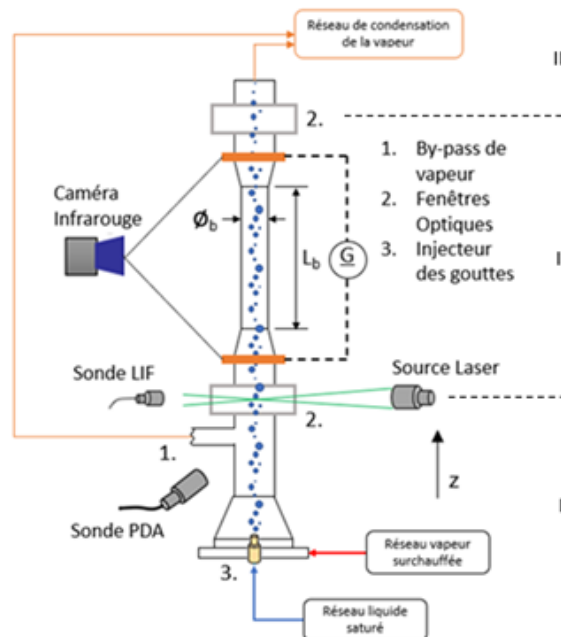 Réseau de condensation
de la vapeur
2.
1. By-pass de
vapeur
2. Fenêtres
Optiques
3. Injecteur
des gouttes
Caméra
Infrarouge
Øb
Lb
G
Sonde LIF
Source Laser
2.
1.
z
Sonde PDA
3.
Réseau vapeur
surchauffée
Réseau liquide
saturé